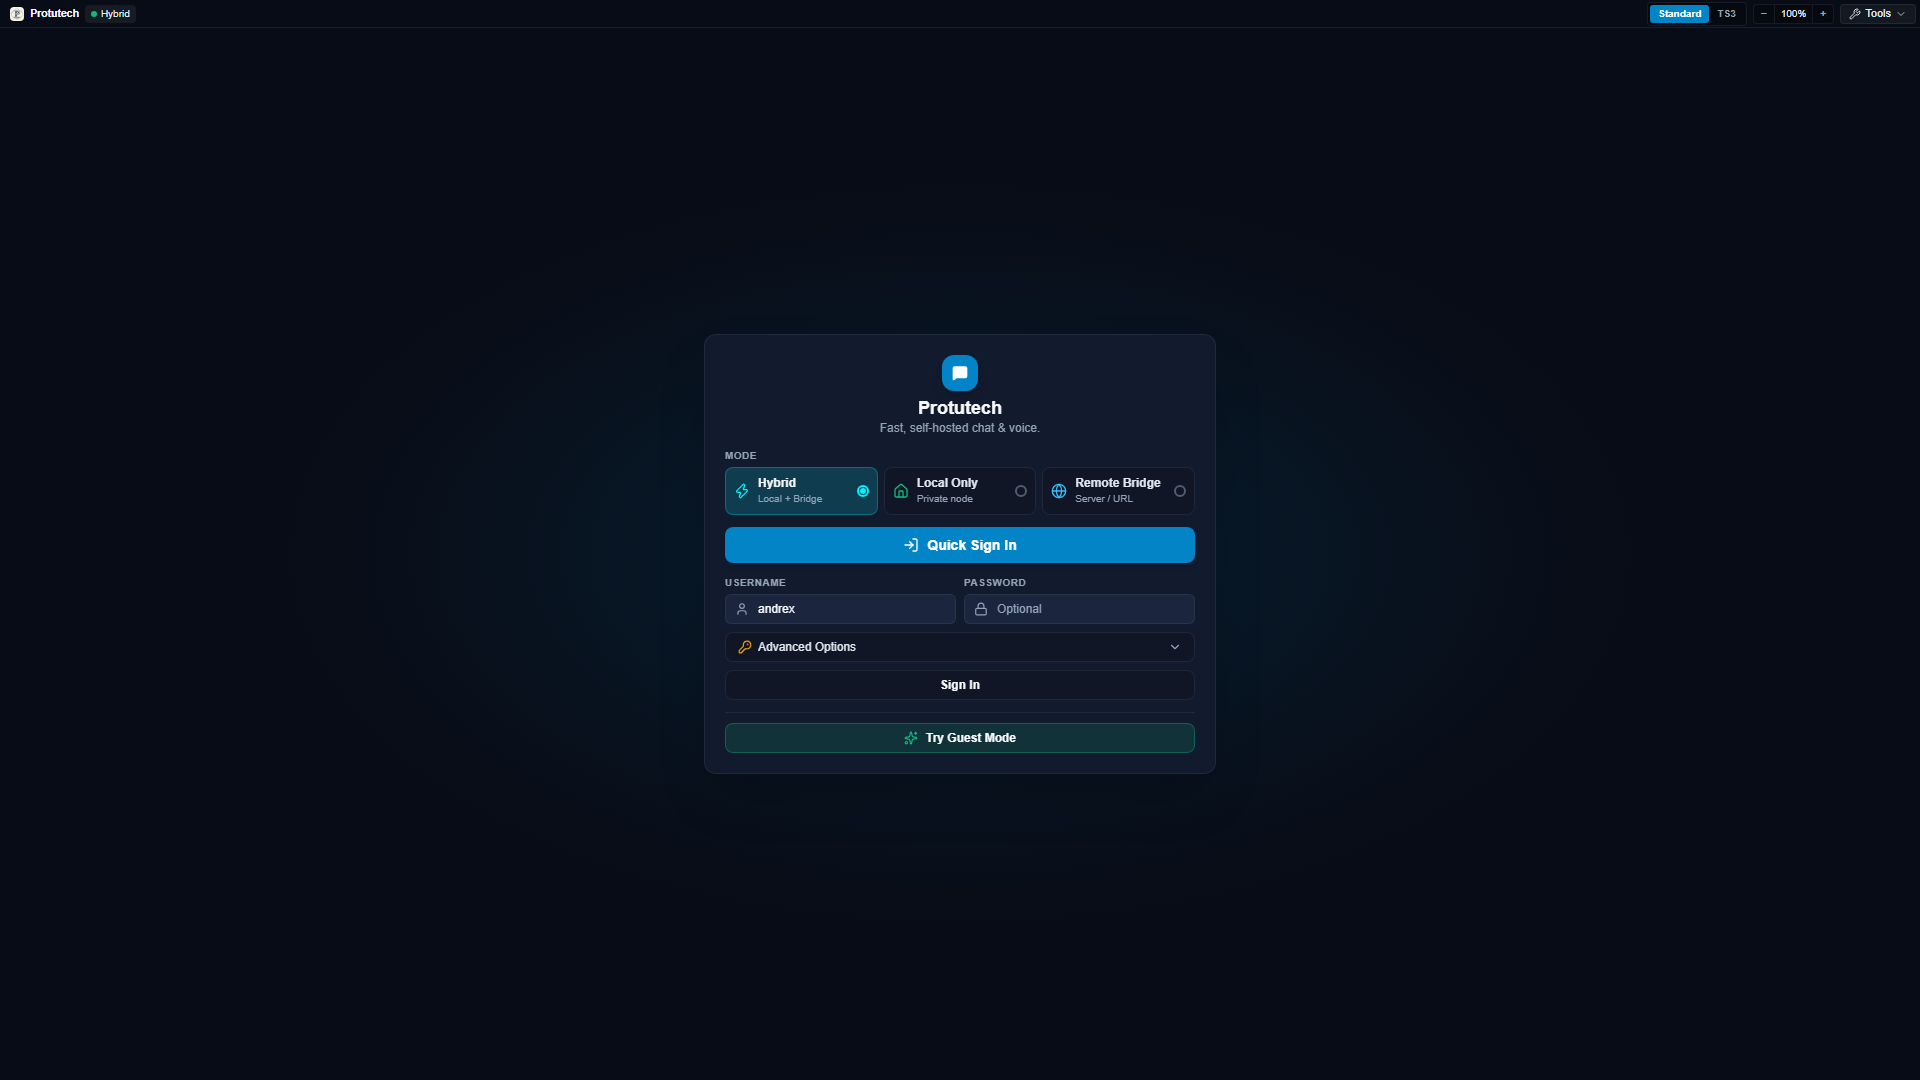 Protutech
Hybrid
Standard
TS3
−
100%
+
Tools
Protutech
Fast, self-hosted chat & voice.
MODE
Hybrid
Local + Bridge
Local Only
Private node
Remote Bridge
Server / URL
Quick Sign In
USERNAME
PASSWORD
andrex
Optional
Advanced Options
Sign In
Try Guest Mode